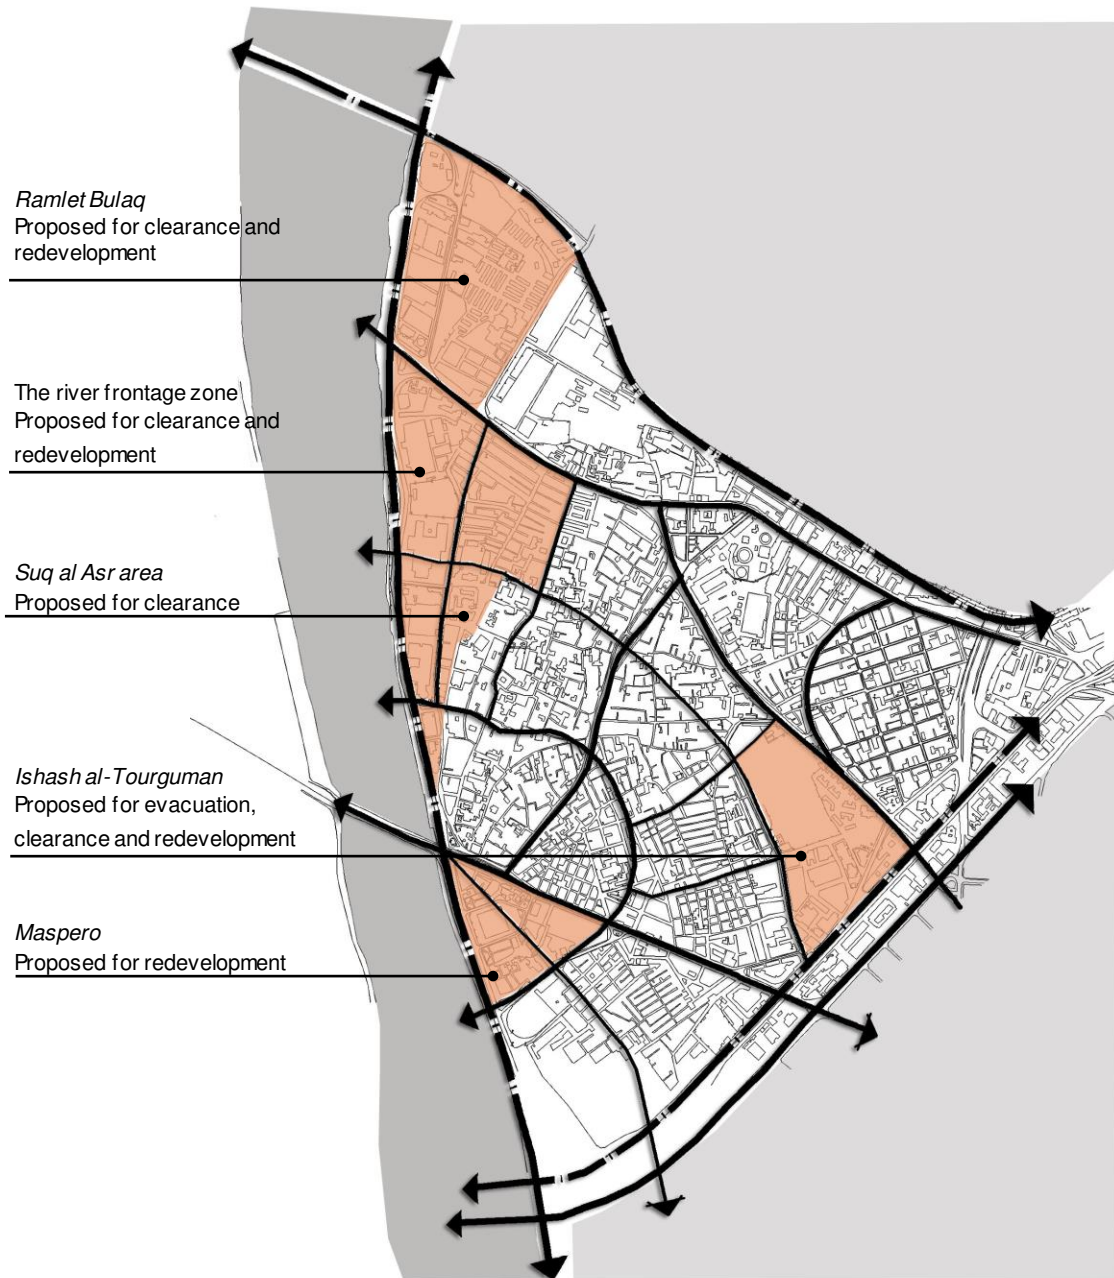 Ramlet Bulaq
Proposed for clearance and
redevelopment
The river frontage zone
Proposed for clearance and
redevelopment
Suq al Asr area
Proposed for clearance
Ishash al-Tourguman
Proposed for evacuation,
clearance and redevelopment
Maspero
Proposed for redevelopment